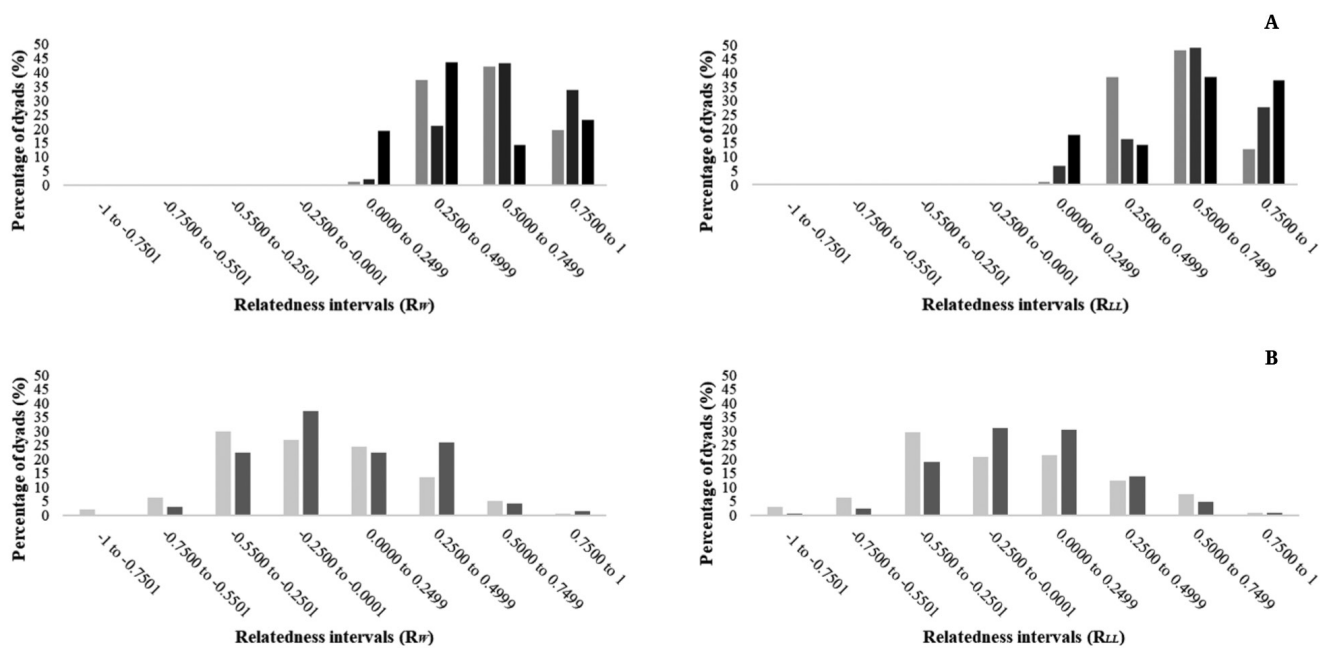 A
Percentage of dyads (%)
50
45
40
35
30
25
20
15
10
5
0
-1 to -0.7501
-0.7500 to -0.5501
-0.5500 to -0.2501
-0.2500 to -0.0001
0.0000 to 0.2499
0.2500 to 0.4999
0.5000 to 0.7499
0.7500 to 1
Relatedness intervals (RW)
Percentage of dyads (%)
50
45
40
35
30
25
20
15
10
5
0
-1 to -0.7501
-0.7500 to -0.5501
-0.5500 to -0.2501
-0.2500 to -0.0001
0.0000 to 0.2499
0.2500 to 0.4999
0.5000 to 0.7499
0.7500 to 1
Relatedness intervals (RLL)
B
Percentage of dyads (%)
50
45
40
35
30
25
20
15
10
5
0
-1 to -0.7501
-0.7500 to -0.5501
-0.5500 to -0.2501
-0.2500 to -0.0001
0.0000 to 0.2499
0.2500 to 0.4999
0.5000 to 0.7499
0.7500 to 1
Relatedness intervals (RW)
Percentage of dyads (%)
50
45
40
35
30
25
20
15
10
5
0
-1 to -0.7501
-0.7500 to -0.5501
-0.5500 to -0.2501
-0.2500 to -0.0001
0.0000 to 0.2499
0.2500 to 0.4999
0.5000 to 0.7499
0.7500 to 1
Relatedness intervals (RLL)